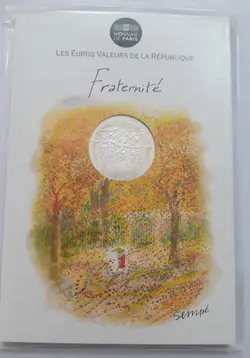 MONNAIE
DE PARIS
LES EUROS VALEURS DE LA RÉPUBLIQUE
Fraternité
sempé